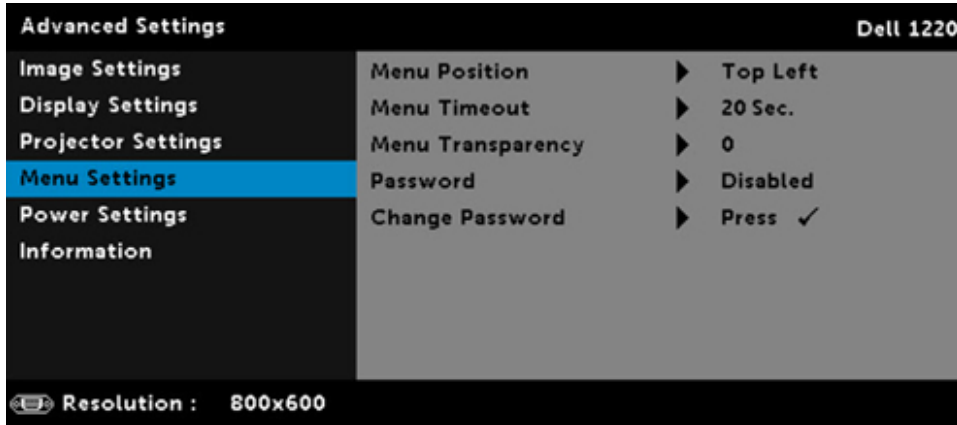 Advanced Settings Dell 1220
Image Settings
Display Settings
Projector Settings
Menu Settings
Power Settings
Information
Menu Position Top Left
Menu Timeout 20 Sec.
Menu Transparency 0
Password Disabled
Change Password Press ✓
Resolution : 800x600